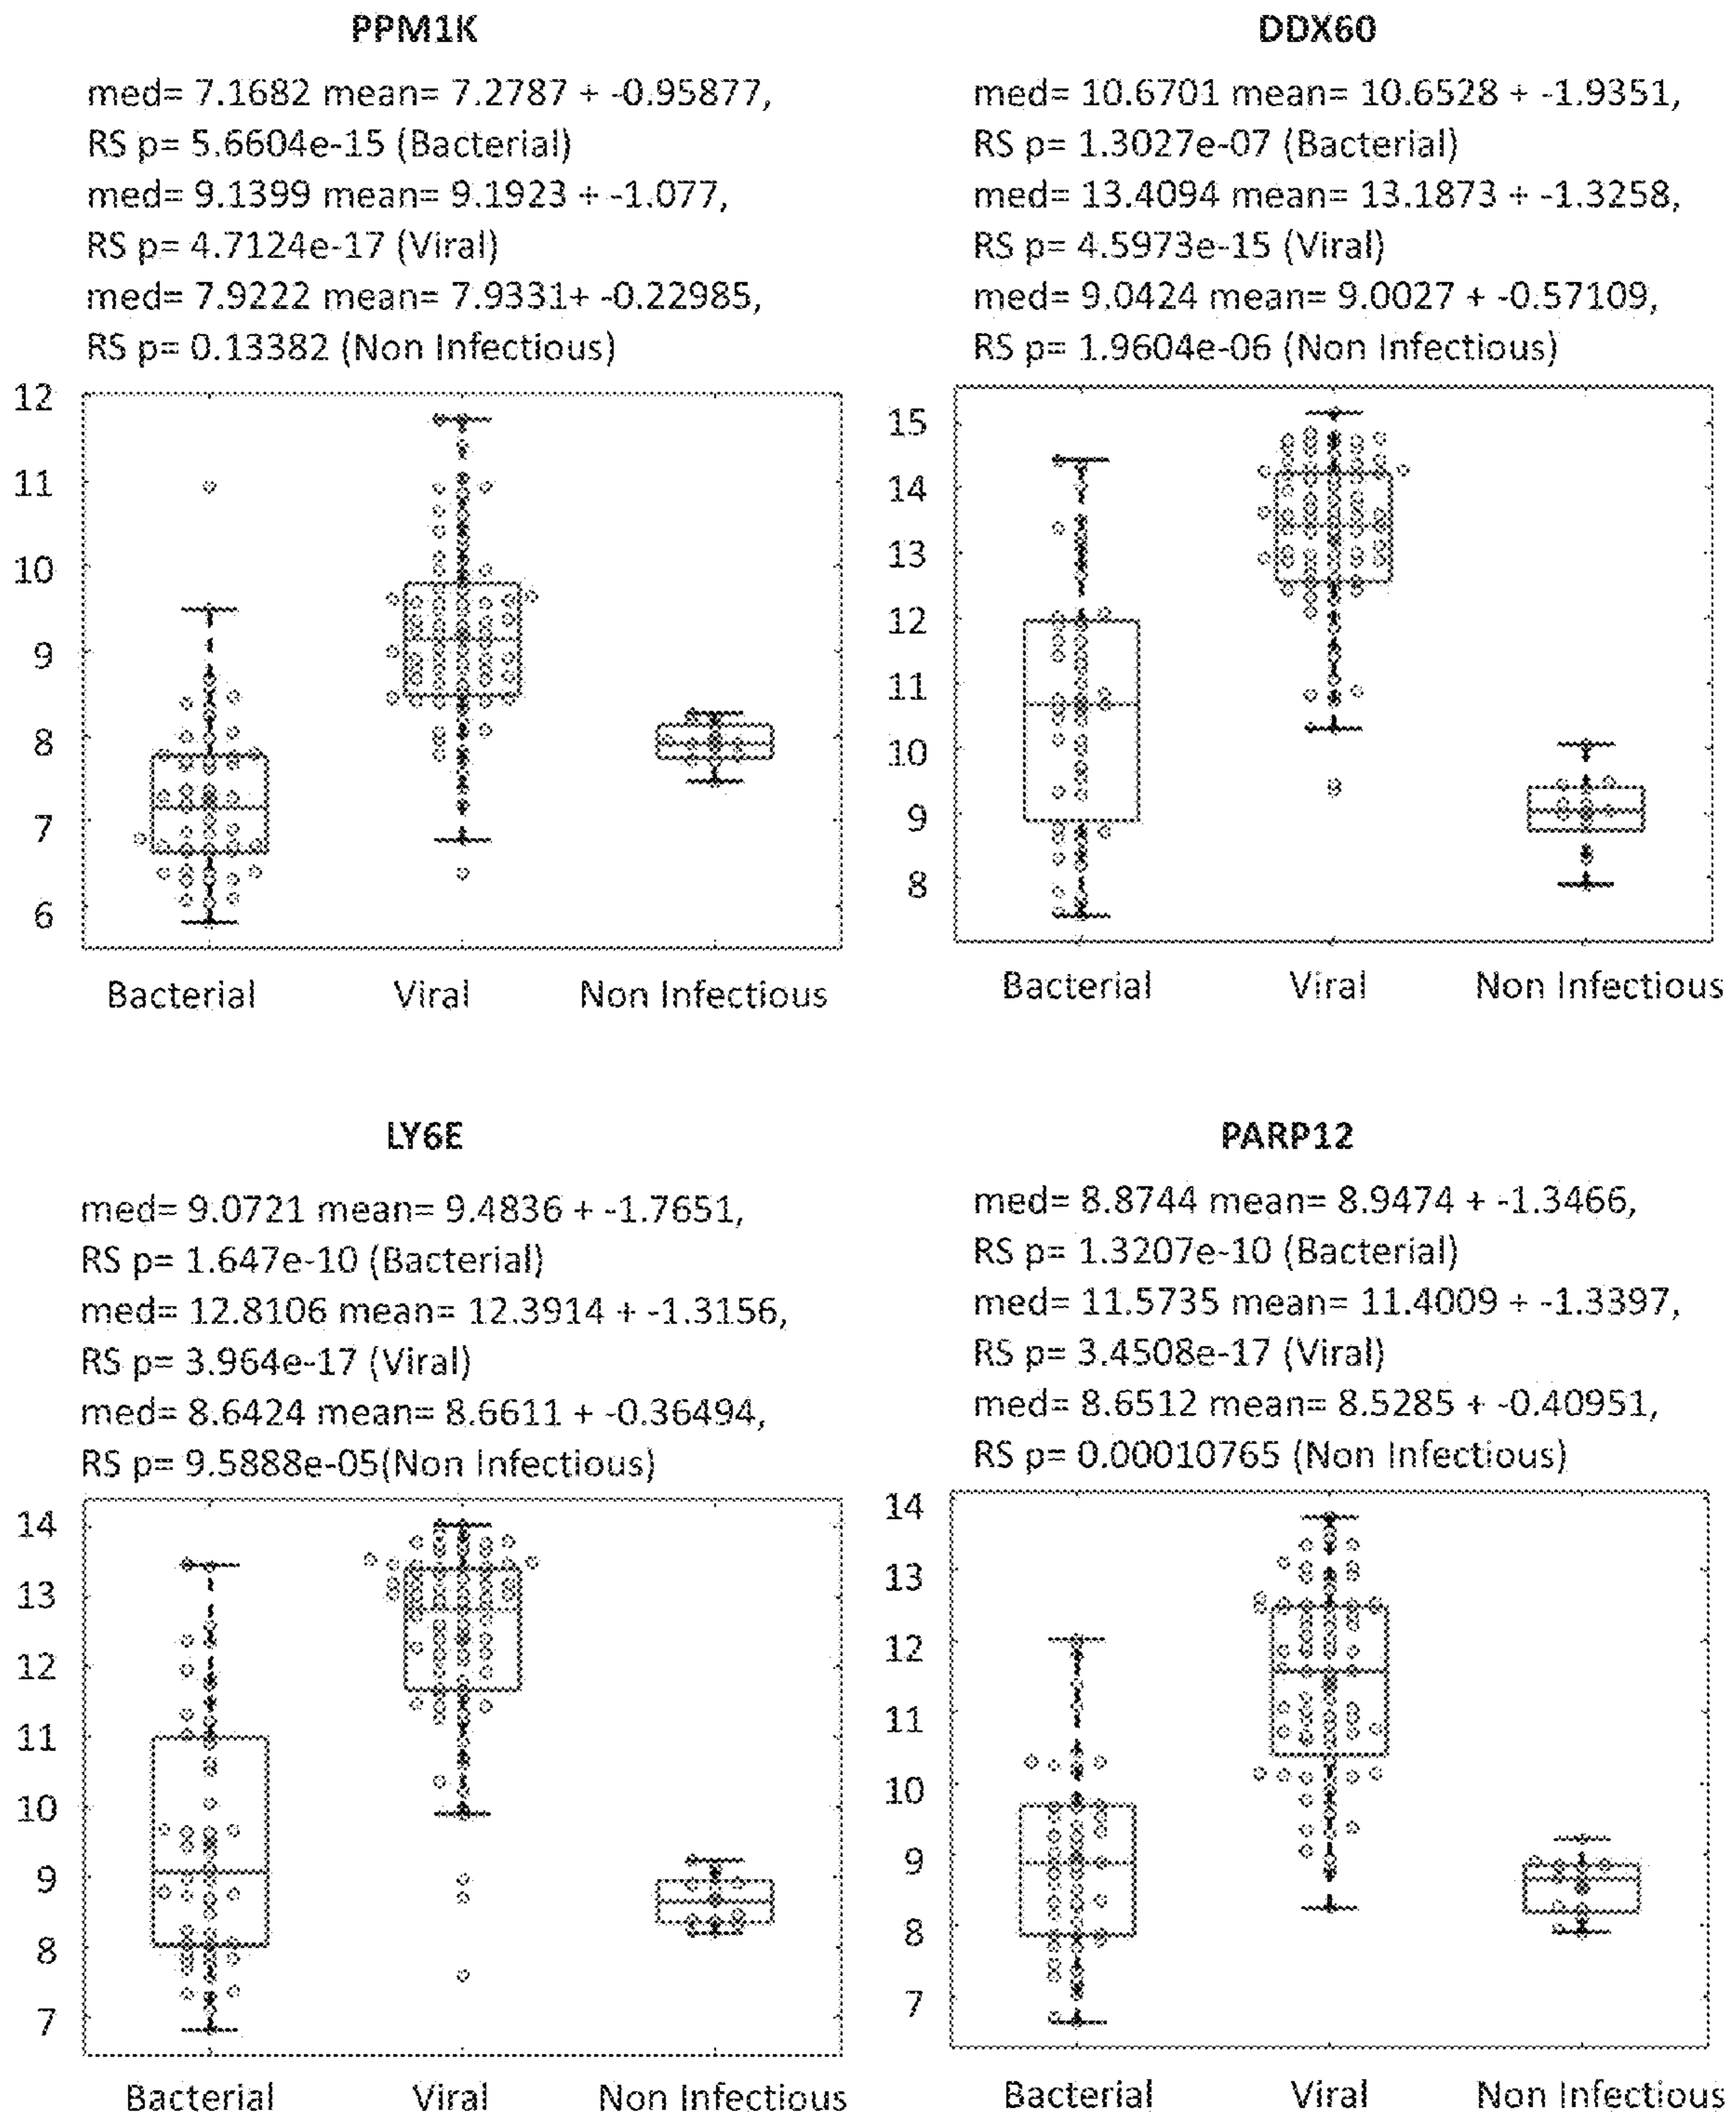 PPM1K
med= 7.1682 mean= 7.2787 + -0.95877,
RS p= 5.6604e-15 (Bacterial)
med= 9.1399 mean= 9.1923 + -1.077,
RS p= 4.7124e-17 (Viral)
med= 7.9222 mean= 7.9331+ -0.22985,
RS p= 0.13382 (Non Infectious)
12
11
10
9
8
7
6
Bacterial Viral Non Infectious
DDX60
med= 10.6701 mean= 10.6528 + -1.9351,
RS p= 1.3027e-07 (Bacterial)
med= 13.4094 mean= 13.1873 + -1.3258,
RS p= 4.5973e-15 (Viral)
med= 9.0424 mean= 9.0027 + -0.57109,
RS p= 1.9604e-06 (Non Infectious)
15
14
13
12
11
10
9
8
Bacterial Viral Non Infectious
LY6E
med= 9.0721 mean= 9.4836 + -1.7651,
RS p= 1.647e-10 (Bacterial)
med= 12.8106 mean= 12.3914 + -1.3156,
RS p= 3.964e-17 (Viral)
med= 8.6424 mean= 8.6611 + -0.36494,
RS p= 9.5888e-05(Non Infectious)
14
13
12
11
10
9
8
7
Bacterial Viral Non Infectious
PARP12
med= 8.8744 mean= 8.9474 + -1.3466,
RS p= 1.3207e-10 (Bacterial)
med= 11.5735 mean= 11.4009 + -1.3397,
RS p= 3.4508e-17 (Viral)
med= 8.6512 mean= 8.5285 + -0.40951,
RS p= 0.00010765 (Non Infectious)
14
13
12
11
10
9
8
7
Bacterial Viral Non Infectious